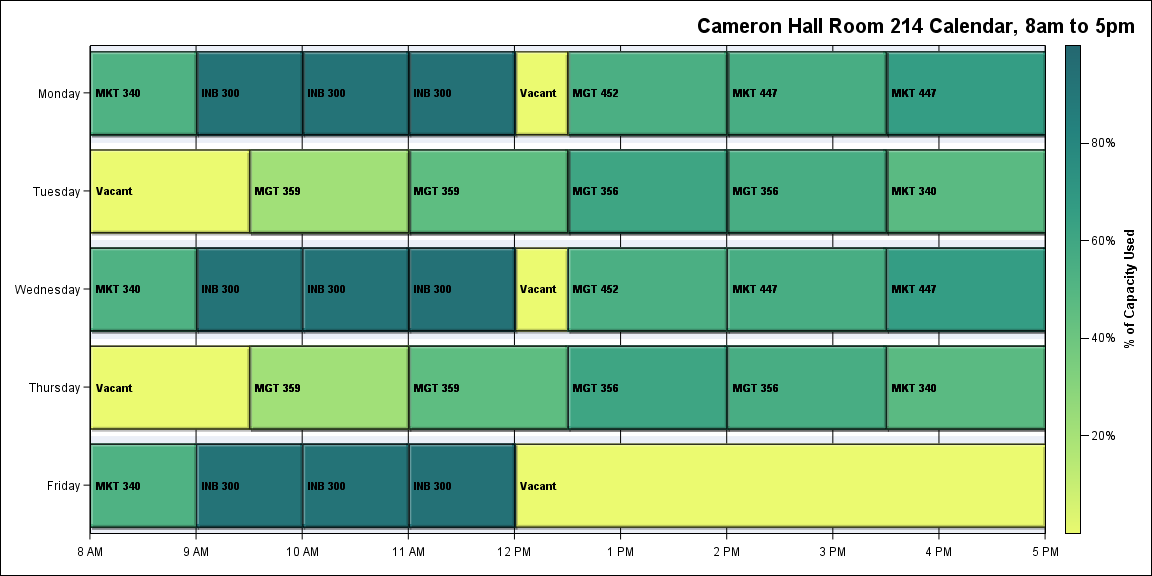 Cameron Hall Room 214 Calendar, 8am to 5pm
Monday
MKT 340
INB 300
INB 300
INB 300
Vacant
MGT 452
MKT 447
MKT 447
Tuesday
Vacant
MGT 359
MGT 359
MGT 356
MGT 356
MKT 340
Wednesday
MKT 340
INB 300
INB 300
INB 300
Vacant
MGT 452
MKT 447
MKT 447
Thursday
Vacant
MGT 359
MGT 359
MGT 356
MGT 356
MKT 340
Friday
MKT 340
INB 300
INB 300
INB 300
Vacant
8 AM
9 AM
10 AM
11 AM
12 PM
1 PM
2 PM
3 PM
4 PM
5 PM
80%
60%
40%
20%
% of Capacity Used